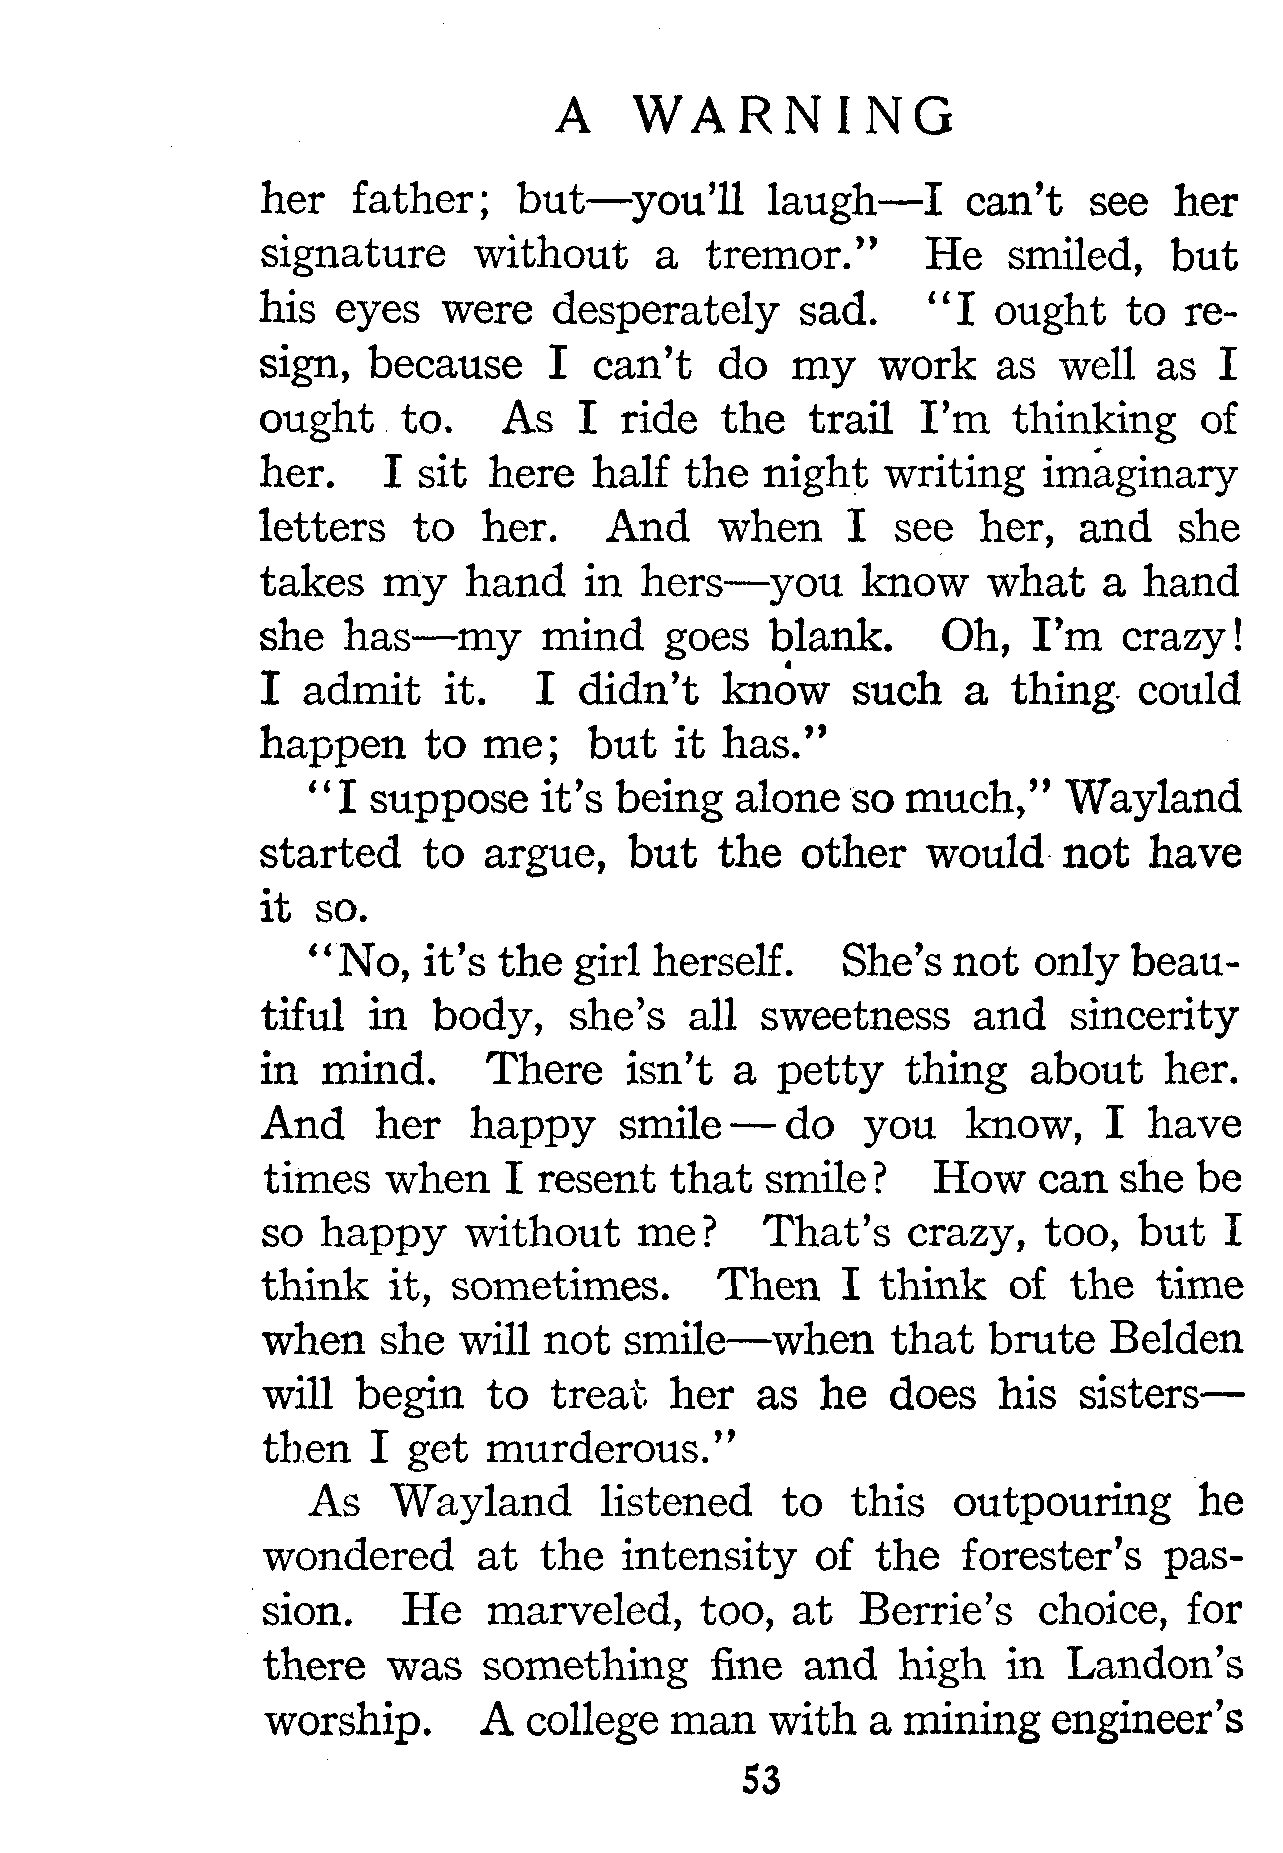 A WARNING
her father; but—you'll laugh—I can't see her
signature without a tremor." He smiled, but
his eyes were desperately sad. "I ought to re-
sign, because I can't do my work as well as I
ought to. As I ride the trail I'm thinking of
her. I sit here half the night writing imaginary
letters to her. And when I see her, and she
takes my hand in hers—you know what a hand
she has—my mind goes blank. Oh, I'm crazy!
I admit it. I didn't know such a thing could
happen to me; but it has."
"I suppose it's being alone so much," Wayland
started to argue, but the other would not have
it so.
"No, it's the girl herself. She's not only beau-
tiful in body, she's all sweetness and sincerity
in mind. There isn't a petty thing about her.
And her happy smile—do you know, I have
times when I resent that smile? How can she be
so happy without me? That's crazy, too, but I
think it, sometimes. Then I think of the time
when she will not smile—when that brute Belden
will begin to treat her as he does his sisters—
then I get murderous."
As Wayland listened to this outpouring he
wondered at the intensity of the forester's pas-
sion. He marveled, too, at Berrie's choice, for
there was something fine and high in Landon's
worship. A college man with a mining engineer's
53